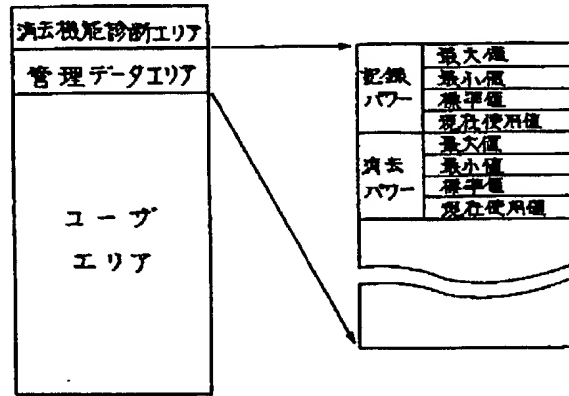 消去機能診断エリア
管理データエリア
ユーザ
エリア
記録
パワー
最大値
最小値
標準値
現在使用値
消去
パワー
最大値
最小値
標準値
現在使用値